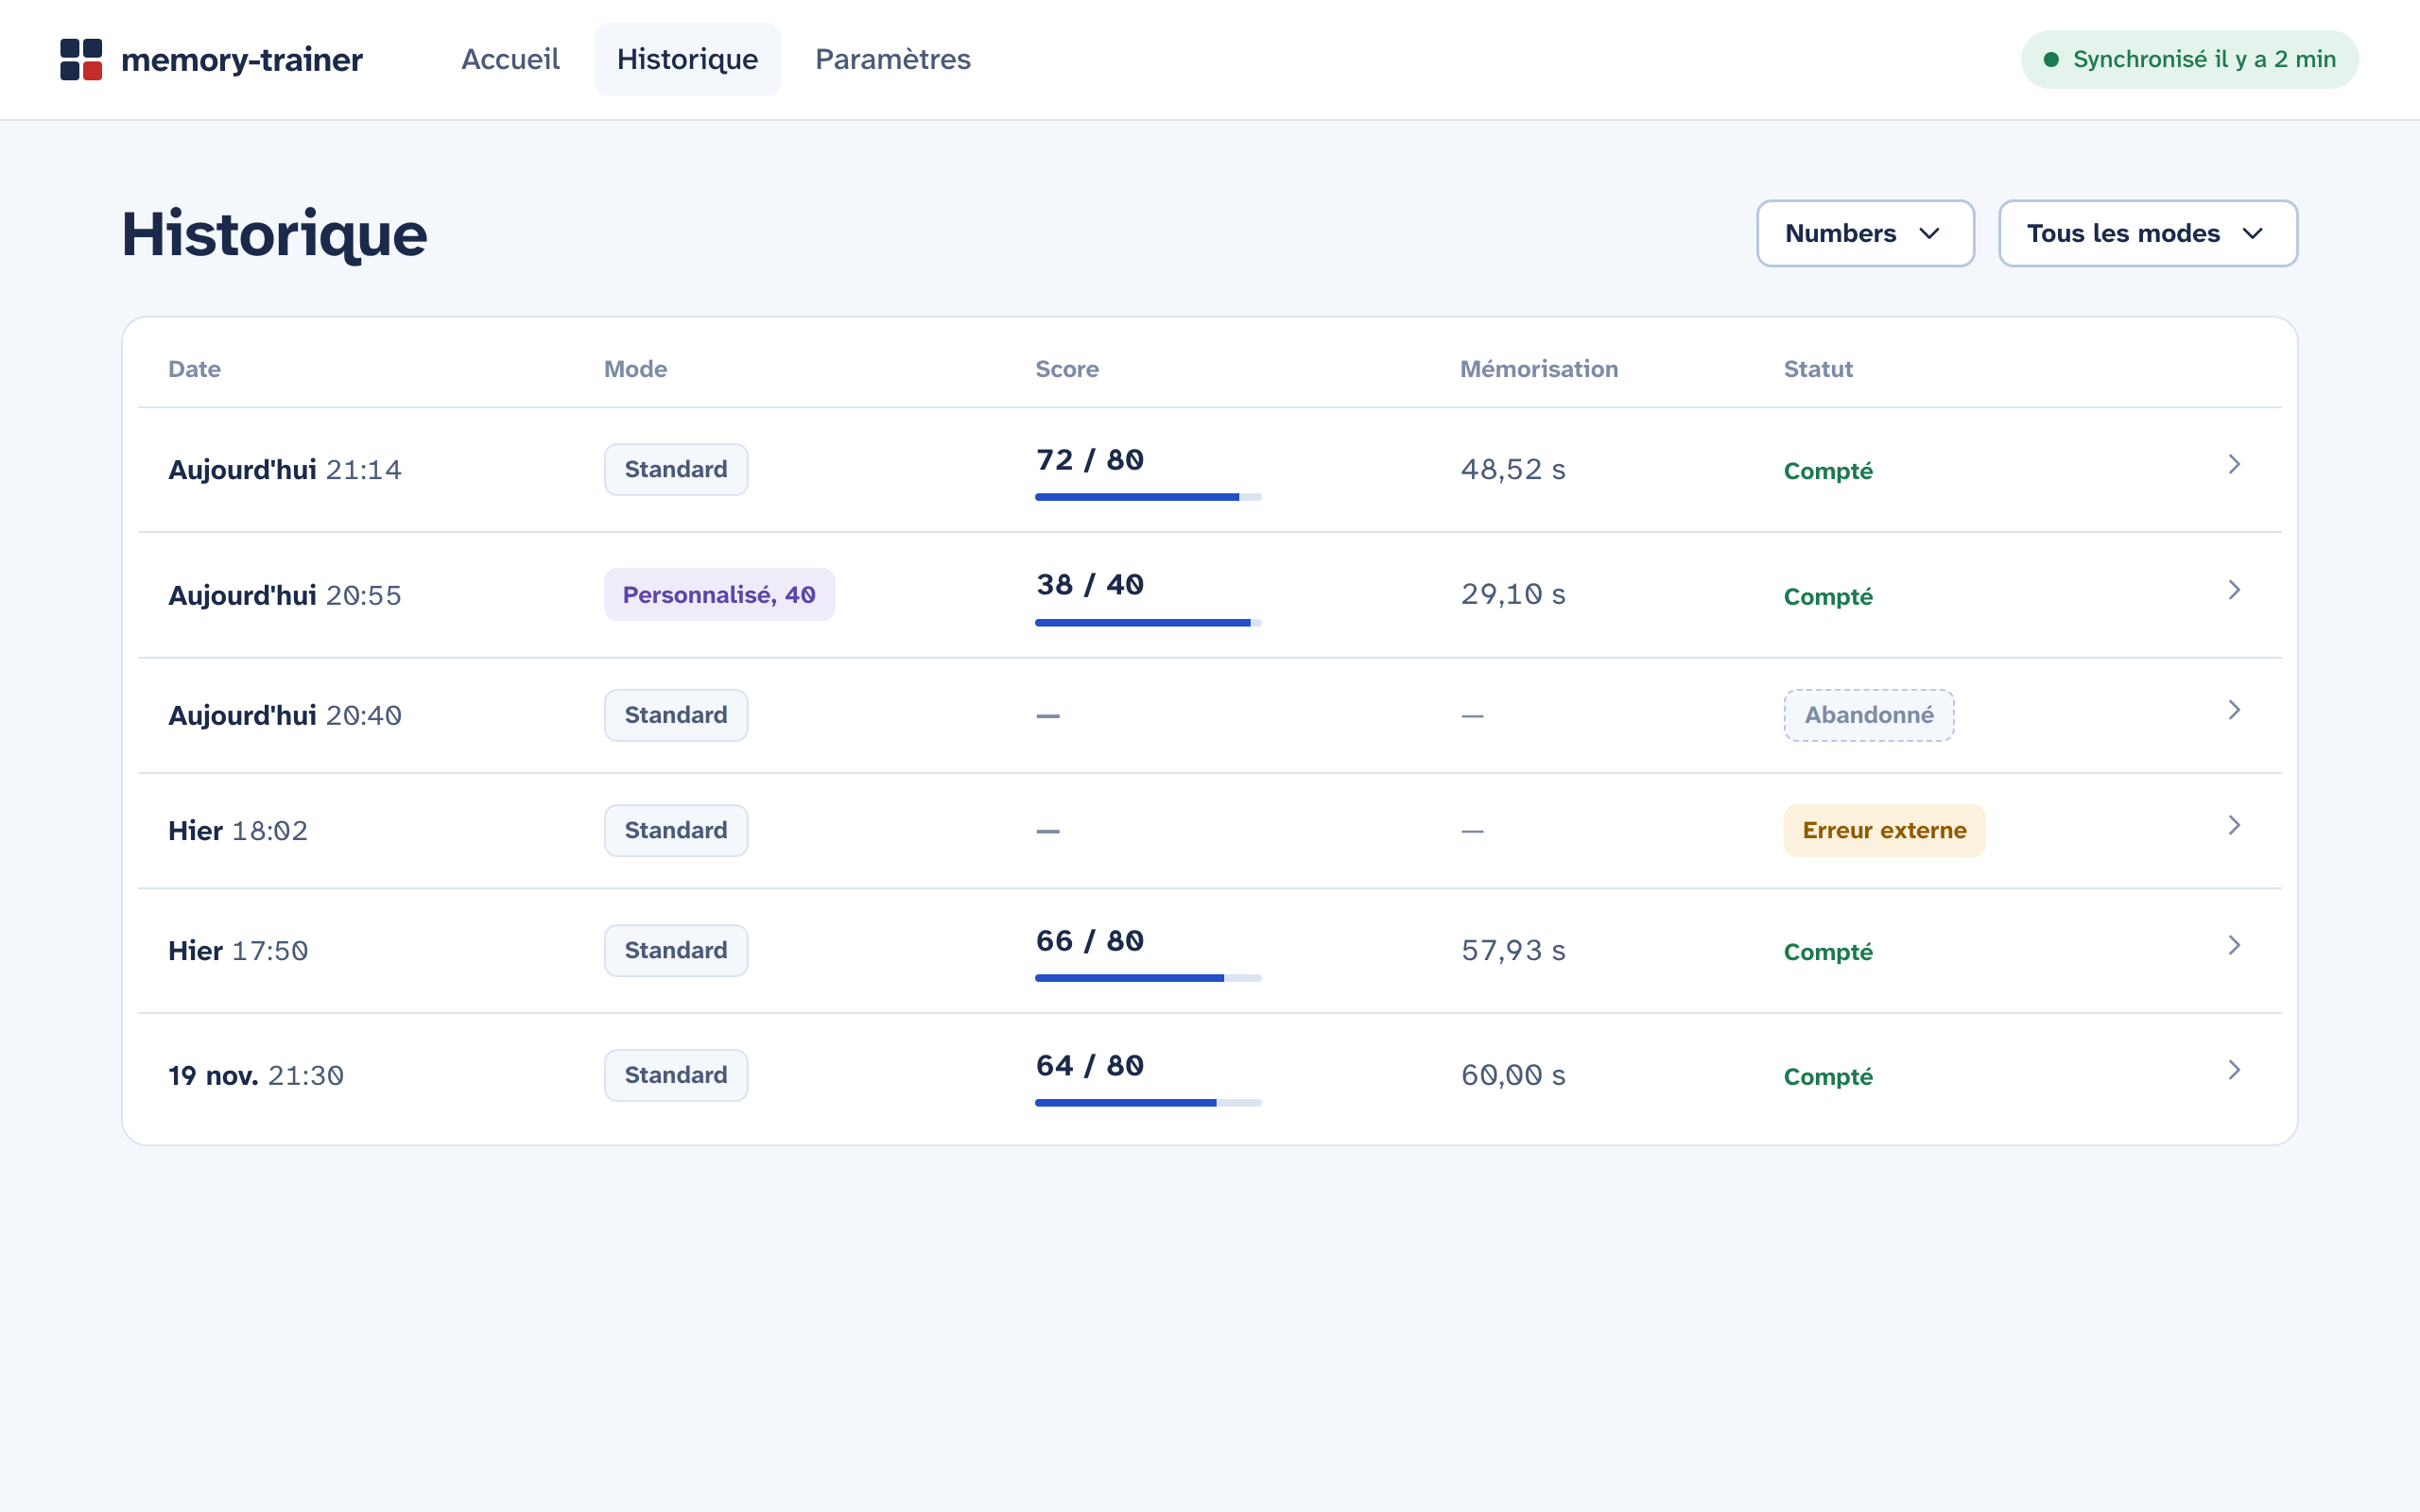 memory-trainer Accueil Historique Paramètres Synchronisé il y a 2 min
Historique Numbers Tous les modes
Date Mode Score Mémorisation Statut
Aujourd'hui 21:14 Standard 72 / 80 48,52 s Compté
Aujourd'hui 20:55 Personnalisé, 40 38 / 40 29,10 s Compté
Aujourd'hui 20:40 Standard — — Abandonné
Hier 18:02 Standard — — Erreur externe
Hier 17:50 Standard 66 / 80 57,93 s Compté
19 nov. 21:30 Standard 64 / 80 60,00 s Compté